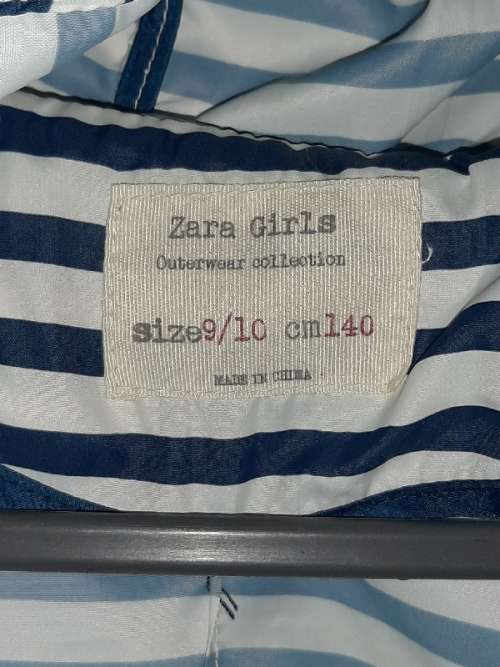 Zara Girls
Outerwear collection
size9/10 cm140
MADE IN CHINA